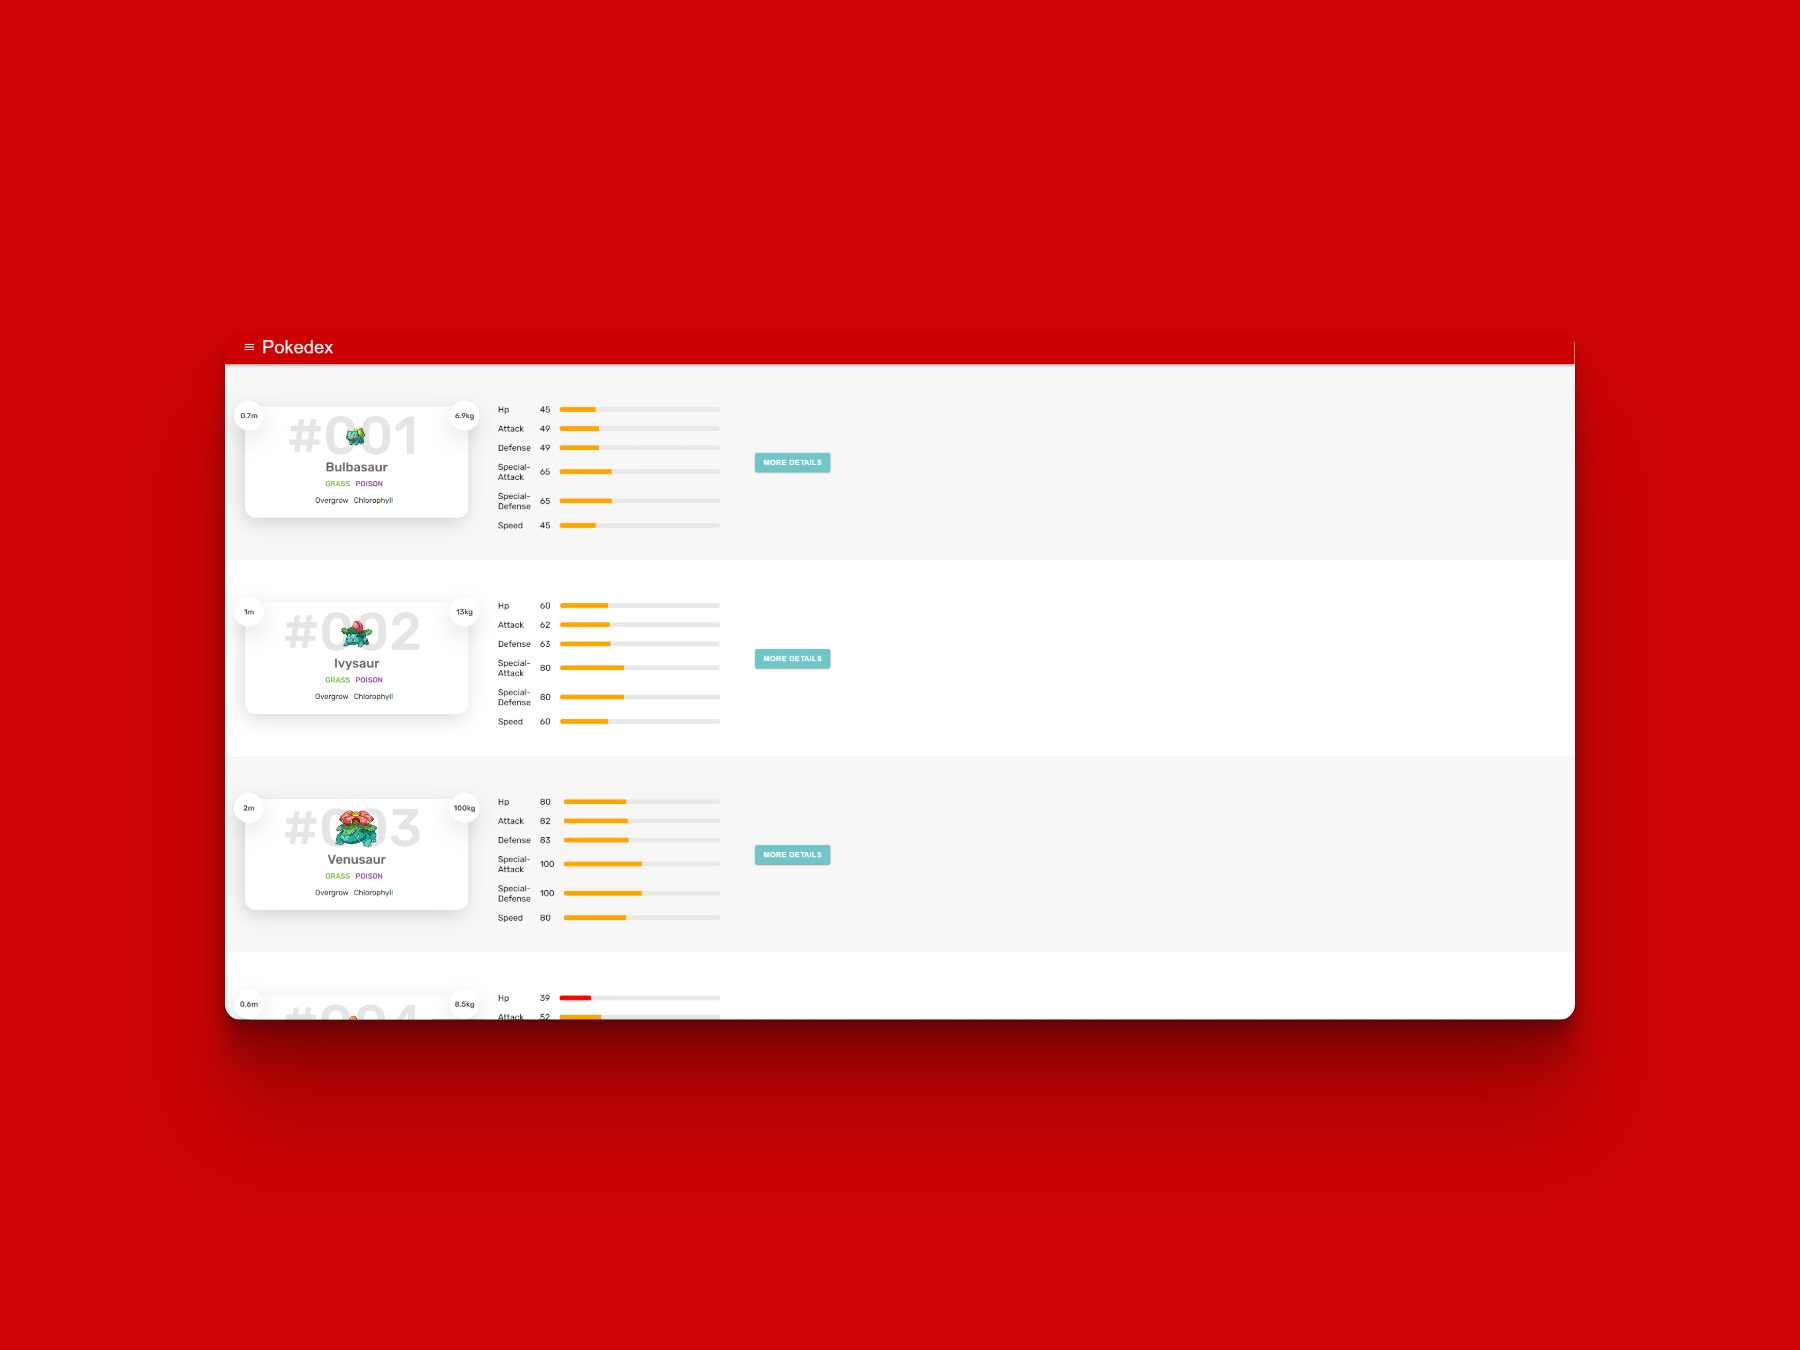 Pokedex
0.7m
6.9kg
#001
Bulbasaur
GRASS POISON
Overgrow Chlorophyll
Hp 45
Attack 49
Defense 49
Special-
Attack 65
Special-
Defense 65
Speed 45
MORE DETAILS
1m
13kg
#002
Ivysaur
GRASS POISON
Overgrow Chlorophyll
Hp 60
Attack 62
Defense 63
Special-
Attack 80
Special-
Defense 80
Speed 60
MORE DETAILS
2m
100kg
#003
Venusaur
GRASS POISON
Overgrow Chlorophyll
Hp 80
Attack 82
Defense 83
Special-
Attack 100
Special-
Defense 100
Speed 80
MORE DETAILS
0.6m
8.5kg
#004
Hp 39
Attack 52